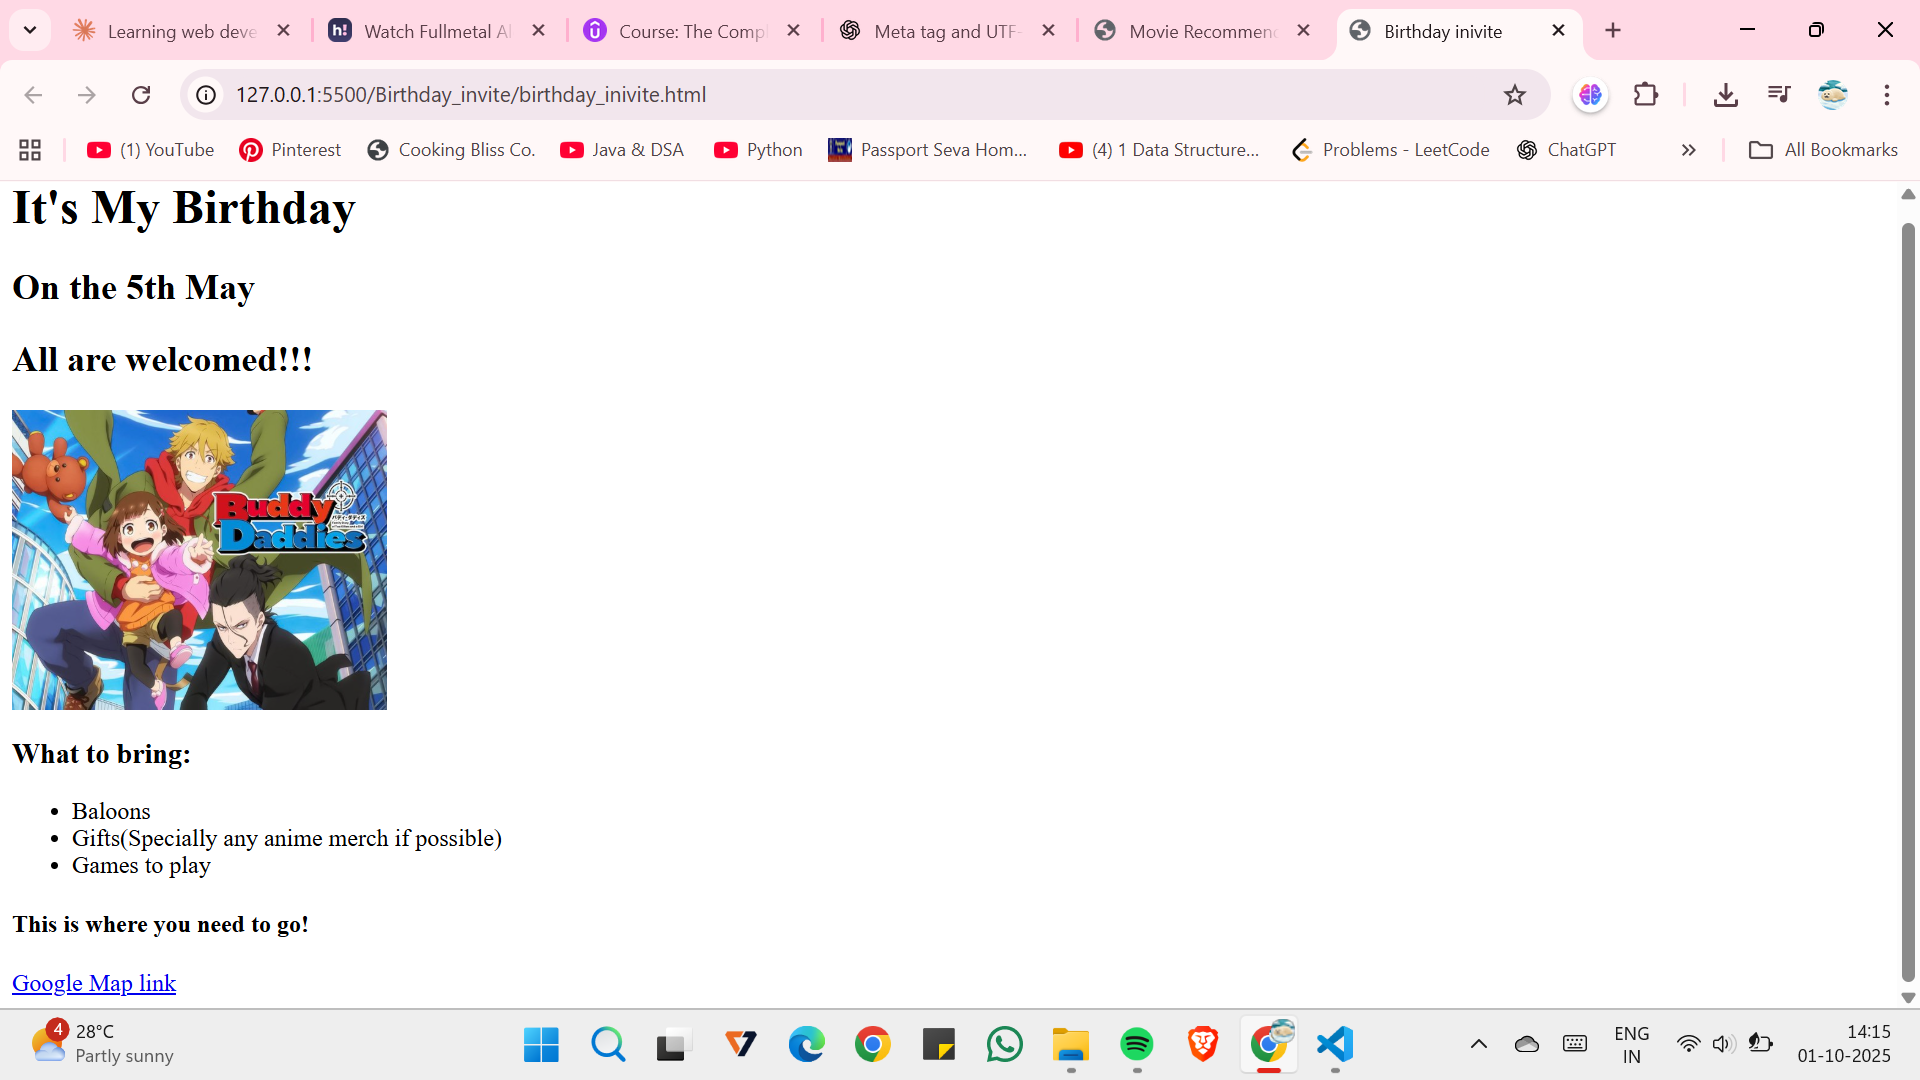 Learning web deve
Watch Fullmetal Al
Course: The Compl
Meta tag and UTF-
Movie Recommenc
Birthday inivite
127.0.0.1:5500/Birthday_invite/birthday_inivite.html
(1) YouTube
Pinterest
Cooking Bliss Co.
Java & DSA
Python
Passport Seva Hom...
(4) 1 Data Structure...
Problems - LeetCode
ChatGPT
All Bookmarks
It's My Birthday
On the 5th May
All are welcomed!!!
Buddy
Daddies
What to bring:
Baloons
Gifts(Specially any anime merch if possible)
Games to play
This is where you need to go!
Google Map link
4
28°C
Partly sunny
ENG
IN
14:15
01-10-2025